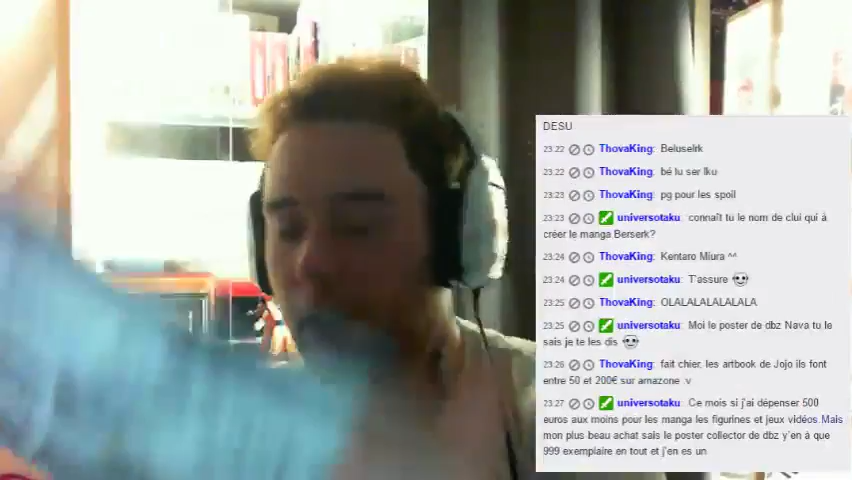 DESU
23:22 ThovaKing: Beluselrk
23:22 ThovaKing: bé lu ser lku
23:23 ThovaKing: pg pour les spoil
23:23 universotaku: connaît tu le nom de clui qui à
créer le manga Berserk?
23:24 ThovaKing: Kentaro Miura ^^
23:24 universotaku: T'assure
23:25 ThovaKing: OLALALALALALALA
23:25 universotaku: Moi le poster de dbz Nava tu le
sais je te les dis
23:26 ThovaKing: fait chier, les artbook de Jojo ils font
entre 50 et 200€ sur amazone :v
23:27 universotaku: Ce mois si j'ai dépenser 500
euros aux moins pour les manga les figurines et jeux vidéos.Mais
mon plus beau achat sais le poster collector de dbz y'en à que
999 exemplaire en tout et j'en es un